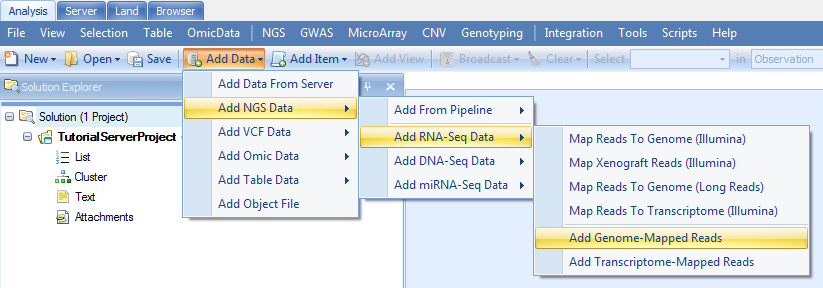 Analysis Server Land Browser
File View Selection Table OmicData NGS GWAS MicroArray CNV Genotyping Integration Tools Scripts Help
New Open Save Add Data Add Item Add View Broadcast Clear Select: in Observation
Solution Explorer
Add Data From Server
Add NGS Data
Add VCF Data
Add Omic Data
Add Table Data
Add Object File
Add From Pipeline
Add RNA-Seq Data
Add DNA-Seq Data
Add miRNA-Seq Data
Map Reads To Genome (Illumina)
Map Xenograft Reads (Illumina)
Map Reads To Genome (Long Reads)
Map Reads To Transcriptome (Illumina)
Add Genome-Mapped Reads
Add Transcriptome-Mapped Reads
Solution (1 Project)
TutorialServerProject
List
Cluster
Text
Attachments